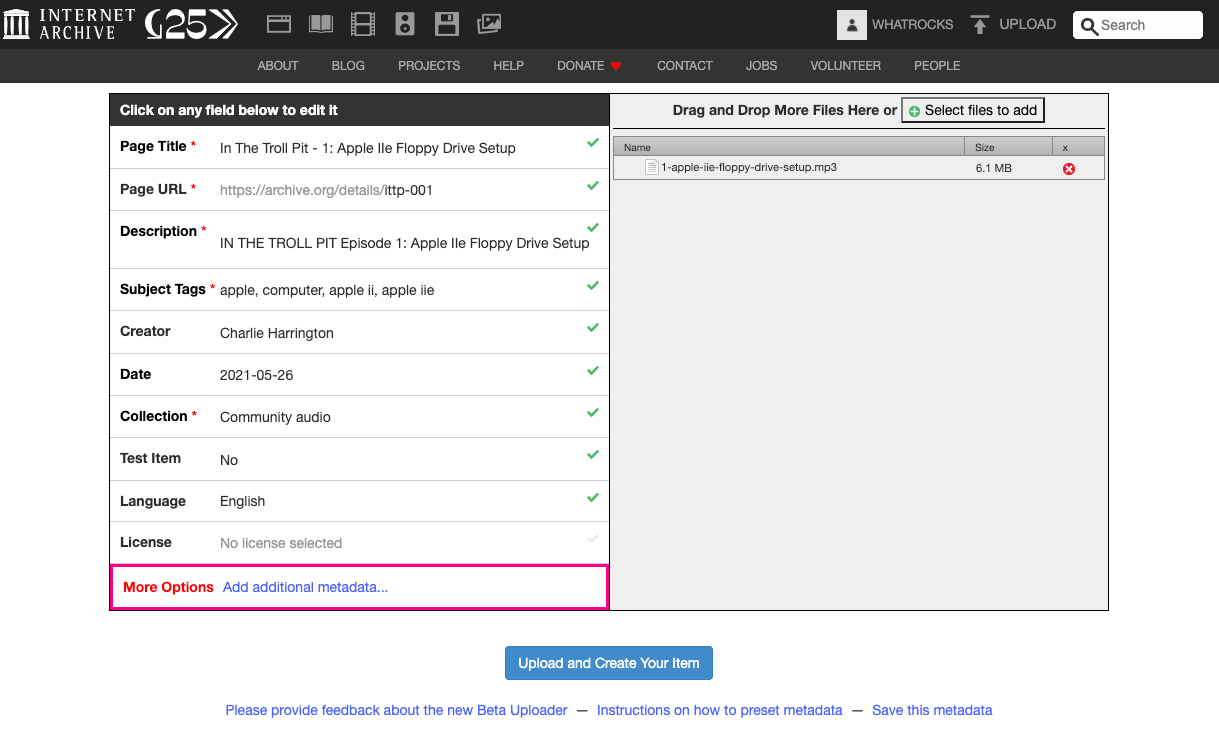 INTERNET ARCHIVE 25
WHATROCKS
UPLOAD
Search
ABOUT BLOG PROJECTS HELP DONATE CONTACT JOBS VOLUNTEER PEOPLE
Click on any field below to edit it
Page Title * In The Troll Pit - 1: Apple IIe Floppy Drive Setup
Page URL * https://archive.org/details/ittp-001
Description * IN THE TROLL PIT Episode 1: Apple IIe Floppy Drive Setup
Subject Tags * apple, computer, apple ii, apple iie
Creator Charlie Harrington
Date 2021-05-26
Collection * Community audio
Test Item No
Language English
License No license selected
More Options Add additional metadata...
Drag and Drop More Files Here or Select files to add
Name Size x
1-apple-iie-floppy-drive-setup.mp3 6.1 MB
Upload and Create Your Item
Please provide feedback about the new Beta Uploader — Instructions on how to preset metadata — Save this metadata